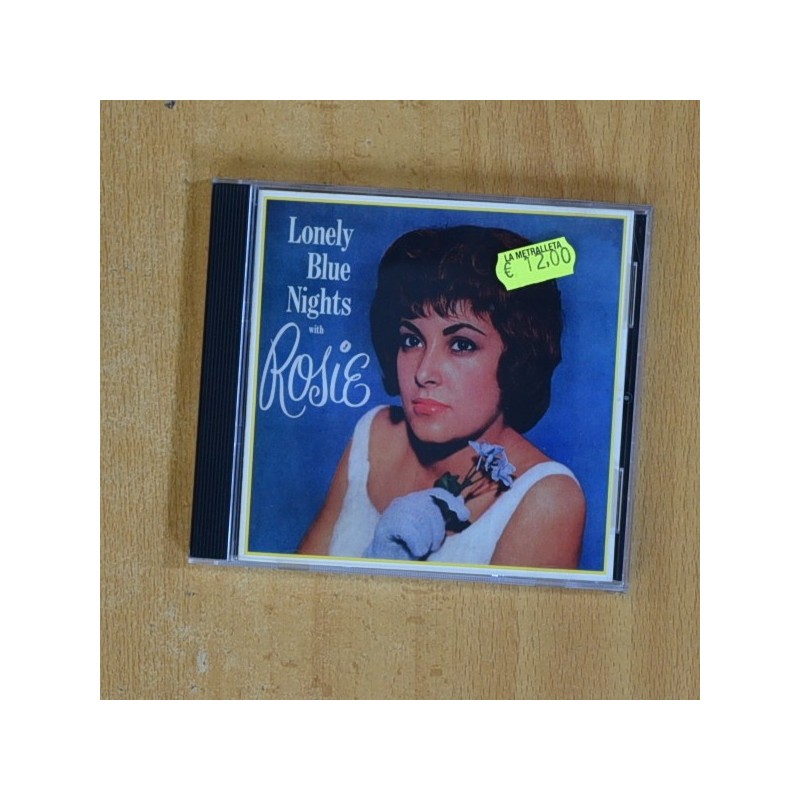 Lonely
Blue
Nights
with
Rosie
LA METRALLETA
€ 12,00